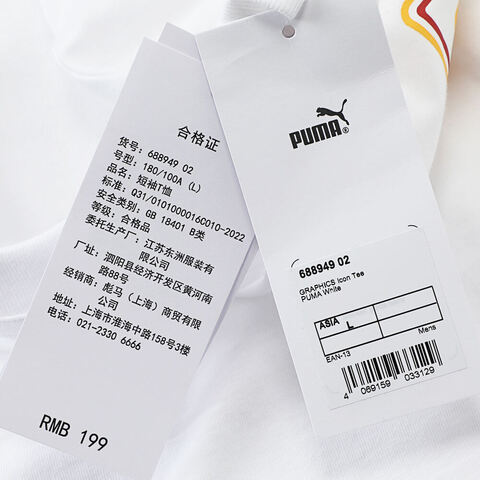 合格证
货号: 688949 02
号型: 180/100A (L)
品名: 短袖T恤
标准: Q31/0101000016C010-2022
安全类别: GB 18401 B类
等级: 合格品
委托生产厂: 江苏东洲服装有
限公司
厂址: 泗阳县经济开发区黄河南
路88号
经销商: 彪马(上海)商贸有限
公司
地址: 上海市淮海中路158号3楼
电话: 021-2330 6666
RMB 199
PUMA
688949 02
GRAPHICS Icon Tee
PUMA White
ASIA L
EAN-13 Mens
4 069159 033129